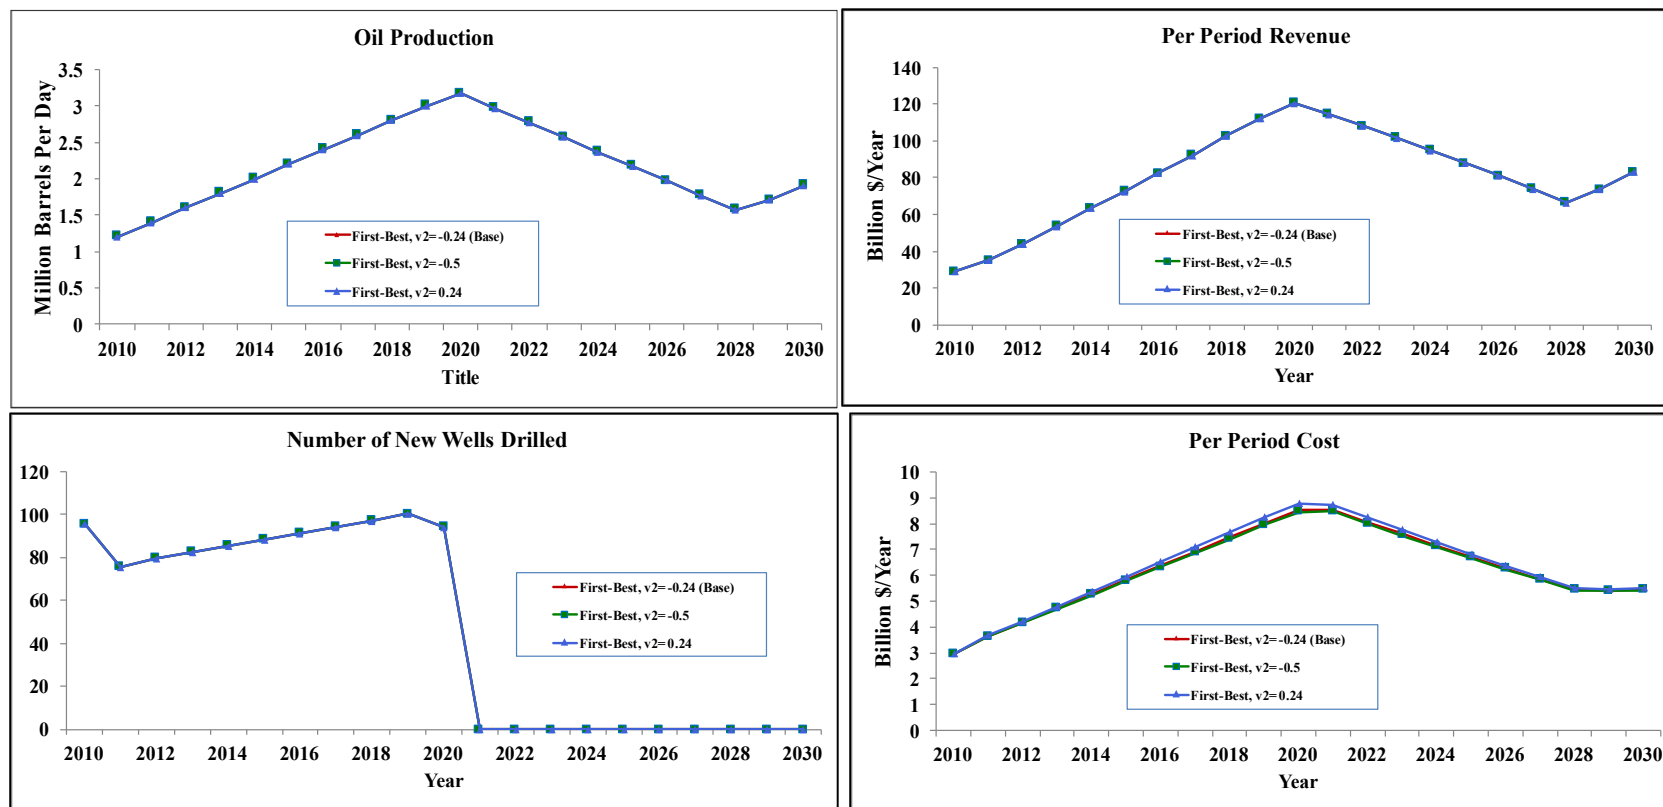 Oil Production
Million Barrels Per Day
3.5
3
2.5
2
1.5
1
0.5
0
First-Best, v2=-0.24 (Base)
First-Best, v2=-0.5
First-Best, v2=0.24
2010 2012 2014 2016 2018 2020 2022 2024 2026 2028 2030
Title
Per Period Revenue
Billion $/Year
140
120
100
80
60
40
20
0
First-Best, v2=-0.24 (Base)
First-Best, v2=-0.5
First-Best, v2=0.24
2010 2012 2014 2016 2018 2020 2022 2024 2026 2028 2030
Year
Number of New Wells Drilled
120
100
80
60
40
20
0
First-Best, v2=-0.24 (Base)
First-Best, v2=-0.5
First-Best, v2=0.24
2010 2012 2014 2016 2018 2020 2022 2024 2026 2028 2030
Year
Per Period Cost
Billion $/Year
10
9
8
7
6
5
4
3
2
1
0
First-Best, v2=-0.24 (Base)
First-Best, v2=-0.5
First-Best, v2=0.24
2010 2012 2014 2016 2018 2020 2022 2024 2026 2028 2030
Year